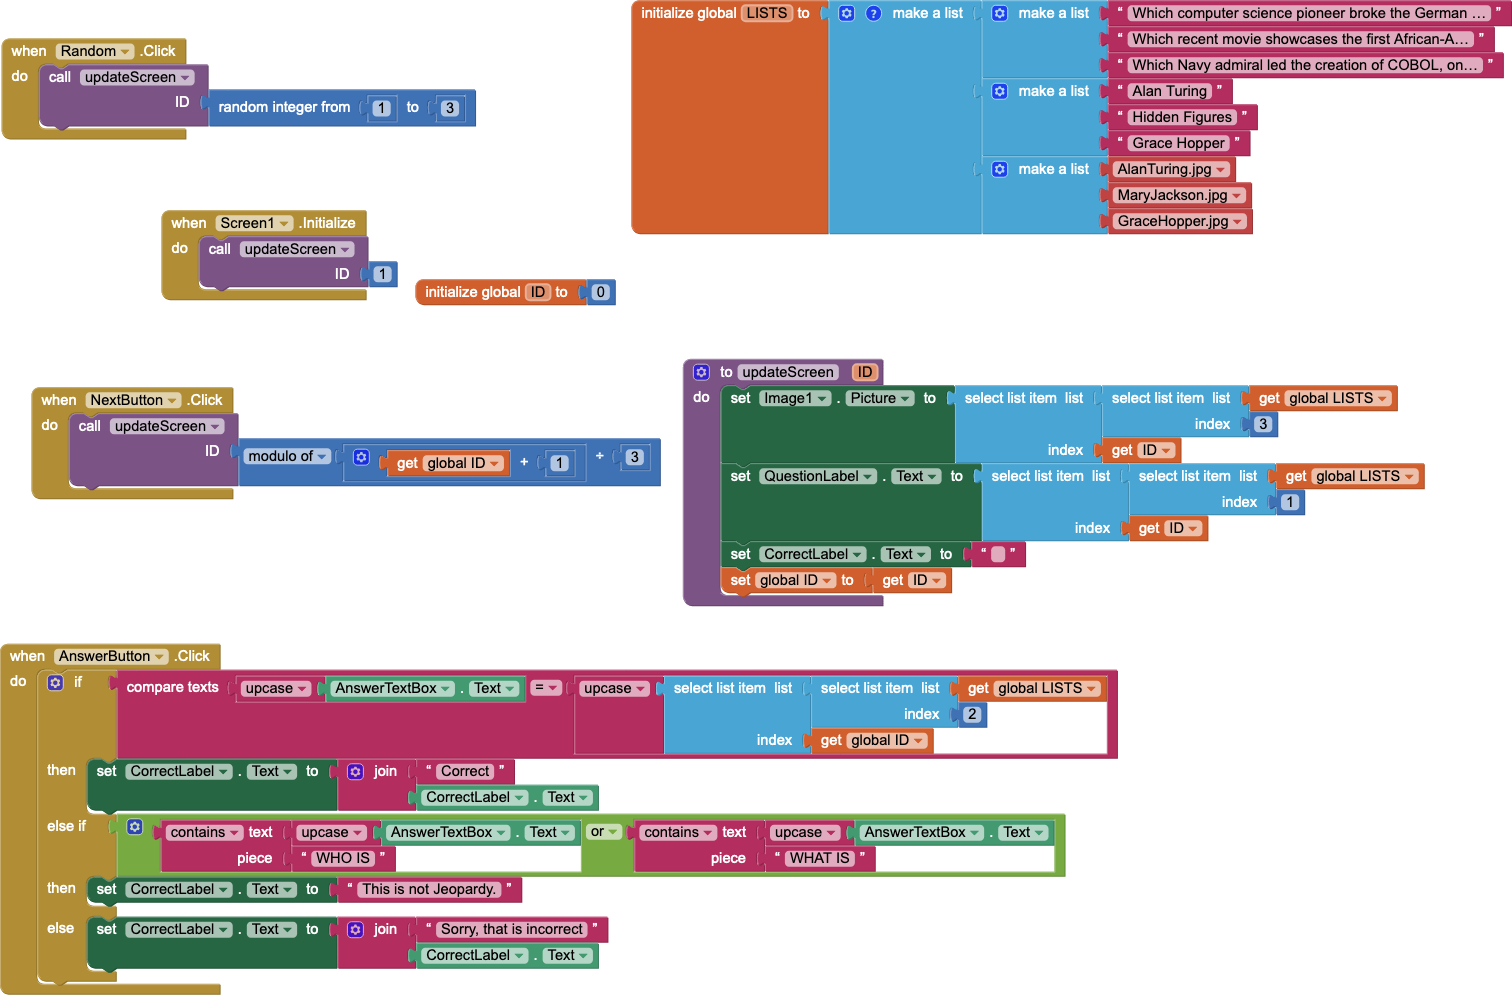 when Random .Click
do call updateScreen
ID random integer from 1 to 3
initialize global LISTS to make a list make a list " Which computer science pioneer broke the German ... "
" Which recent movie showcases the first African-A... "
" Which Navy admiral led the creation of COBOL, on... "
make a list " Alan Turing "
" Hidden Figures "
" Grace Hopper "
make a list AlanTuring.jpg
MaryJackson.jpg
GraceHopper.jpg
when Screen1 .Initialize
do call updateScreen
ID 1
initialize global ID to 0
when NextButton .Click
do call updateScreen
ID modulo of get global ID + 1 ÷ 3
to updateScreen ID
do set Image1 . Picture to select list item list select list item list get global LISTS
index 3
index get ID
set QuestionLabel . Text to select list item list select list item list get global LISTS
index 1
index get ID
set CorrectLabel . Text to " "
set global ID to get ID
when AnswerButton .Click
do if compare texts upcase AnswerTextBox . Text = upcase select list item list select list item list get global LISTS
index 2
index get global ID
then set CorrectLabel . Text to join " Correct "
CorrectLabel . Text
else if contains text upcase AnswerTextBox . Text or contains text upcase AnswerTextBox . Text
piece " WHO IS " piece " WHAT IS "
then set CorrectLabel . Text to " This is not Jeopardy. "
else set CorrectLabel . Text to join " Sorry, that is incorrect "
CorrectLabel . Text